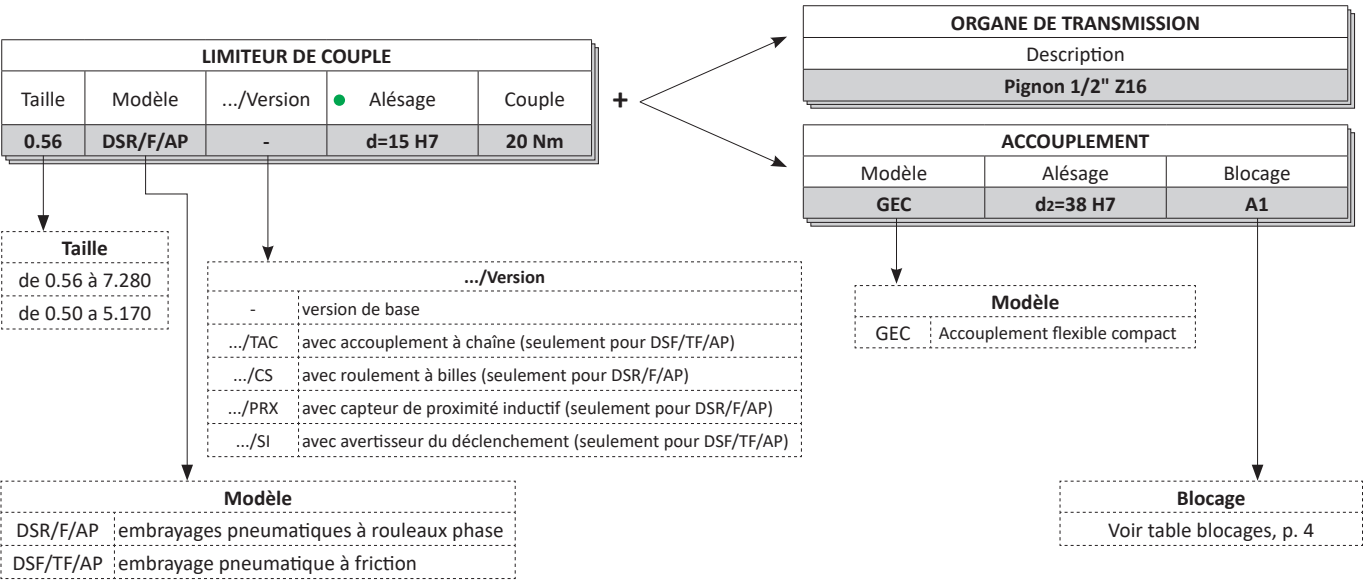 LIMITEUR DE COUPLE
Taille Modèle .../Version Alésage Couple
0.56 DSR/F/AP - d=15 H7 20 Nm
+
ORGANE DE TRANSMISSION
Description
Pignon 1/2" Z16
ACCOUPLEMENT
Modèle Alésage Blocage
GEC d2=38 H7 A1
Taille
de 0.56 à 7.280
de 0.50 a 5.170
.../Version
- version de base
.../TAC avec accouplement à chaîne (seulement pour DSF/TF/AP)
.../CS avec roulement à billes (seulement pour DSR/F/AP)
.../PRX avec capteur de proximité inductif (seulement pour DSR/F/AP)
.../SI avec avertisseur du déclenchement (seulement pour DSF/TF/AP)
Modèle
GEC Accouplement flexible compact
Modèle
DSR/F/AP embrayages pneumatiques à rouleaux phase
DSF/TF/AP embrayage pneumatique à friction
Blocage
Voir table blocages, p. 4